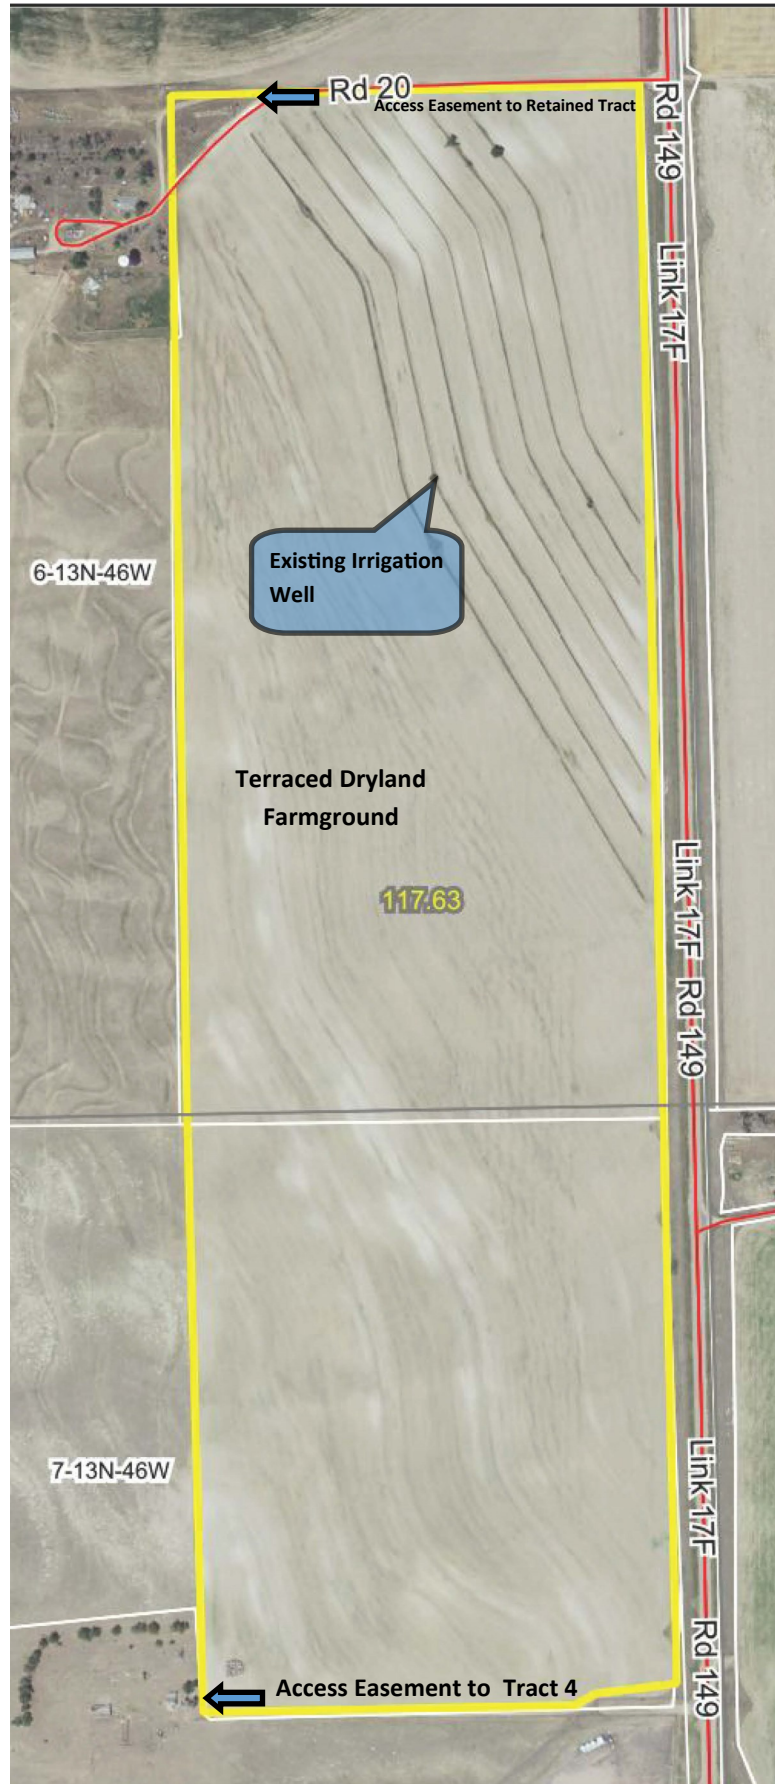 Rd 20
Access Easement to Retained Tract
Rd 149
Link 17F
Existing Irrigation
Well
6-13N-46W
Terraced Dryland
Farmground
117.63
Link 17F
Rd 149
7-13N-46W
Link 17F
Rd 149
Access Easement to Tract 4